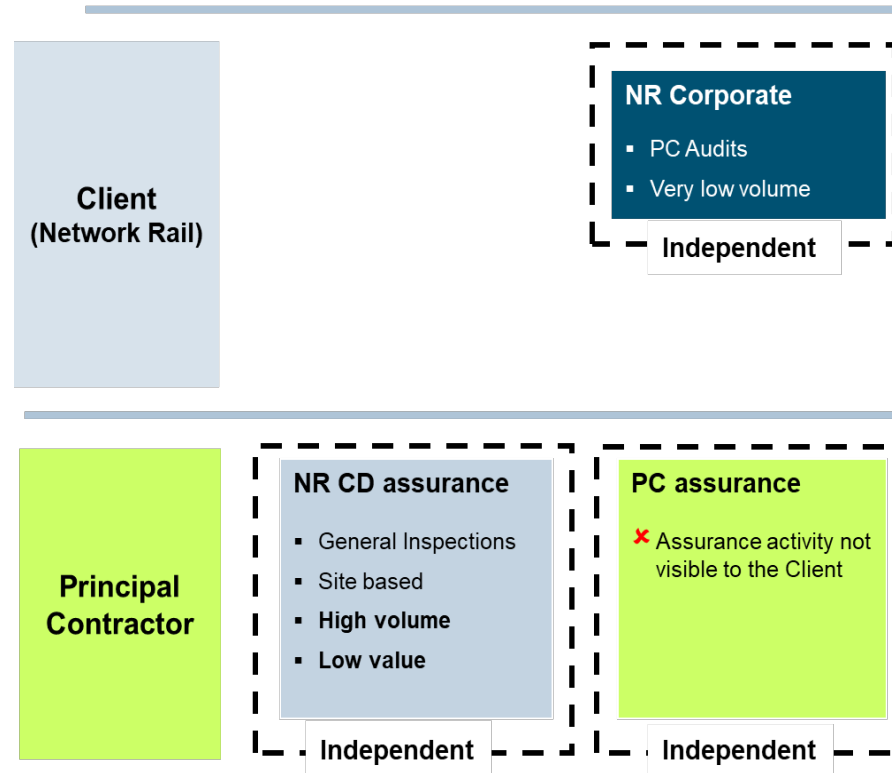 Client
(Network Rail)
NR Corporate
▪ PC Audits
▪ Very low volume
Independent
Principal
Contractor
NR CD assurance
▪ General Inspections
▪ Site based
▪ High volume
▪ Low value
Independent
PC assurance
✘ Assurance activity not
visible to the Client
Independent